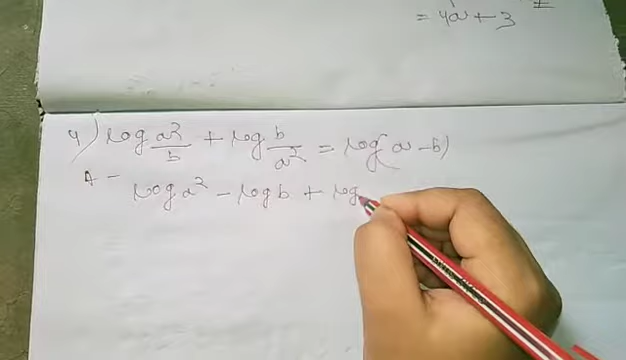 = 4a + 3
4) log a²/b + log b/a² = log(a - b)
A - log a² - log b + log